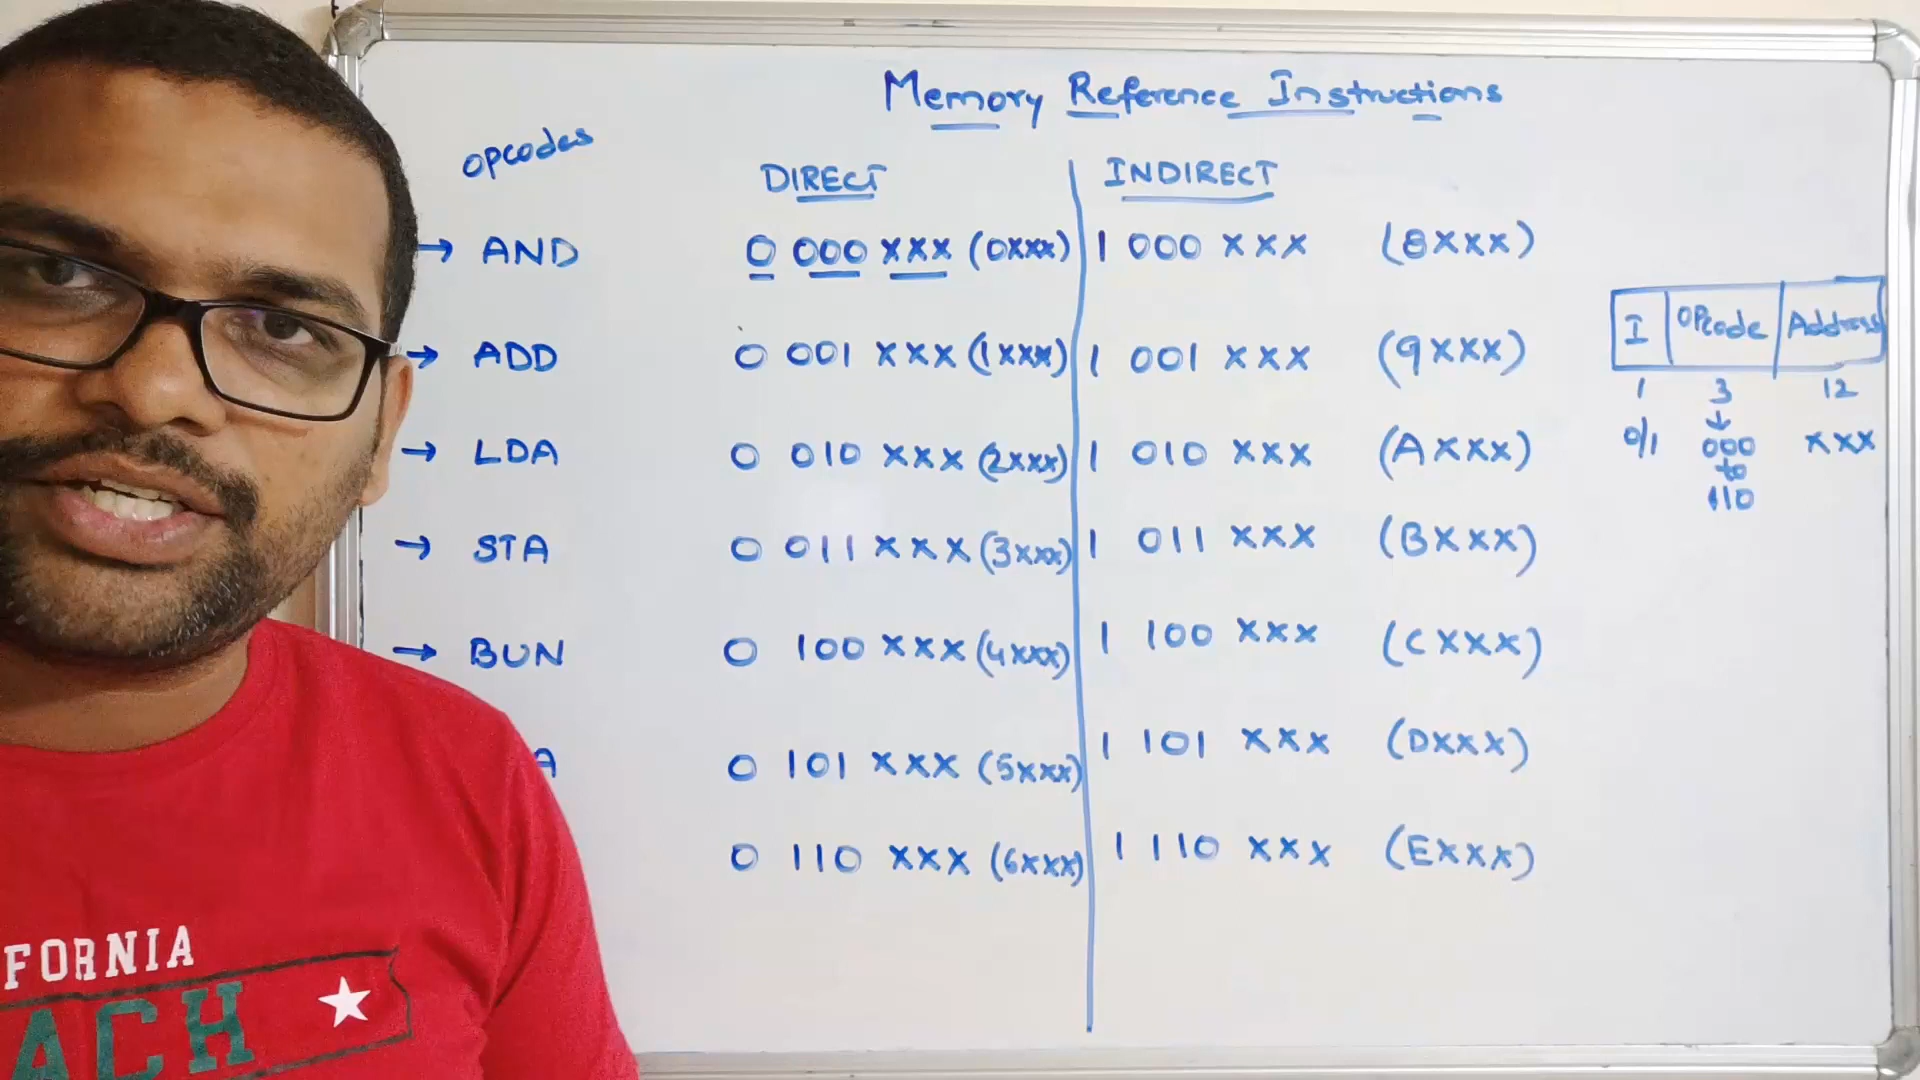 Memory Reference Instructions
opcodes DIRECT INDIRECT
→ AND 0 000 XXX (0XXX) 1 000 XXX (8XXX)
→ ADD 0 001 XXX (1XXX) 1 001 XXX (9XXX)
→ LDA 0 010 XXX (2XXX) 1 010 XXX (AXXX)
→ STA 0 011 XXX (3XXX) 1 011 XXX (BXXX)
→ BUN 0 100 XXX (4XXX) 1 100 XXX (CXXX)
A 0 101 XXX (5XXX) 1 101 XXX (DXXX)
0 110 XXX (6XXX) 1 110 XXX (EXXX)
I OPcode Address
1 3 12
↓
0/1 000 XXX
to
110
FORNIA
ACH